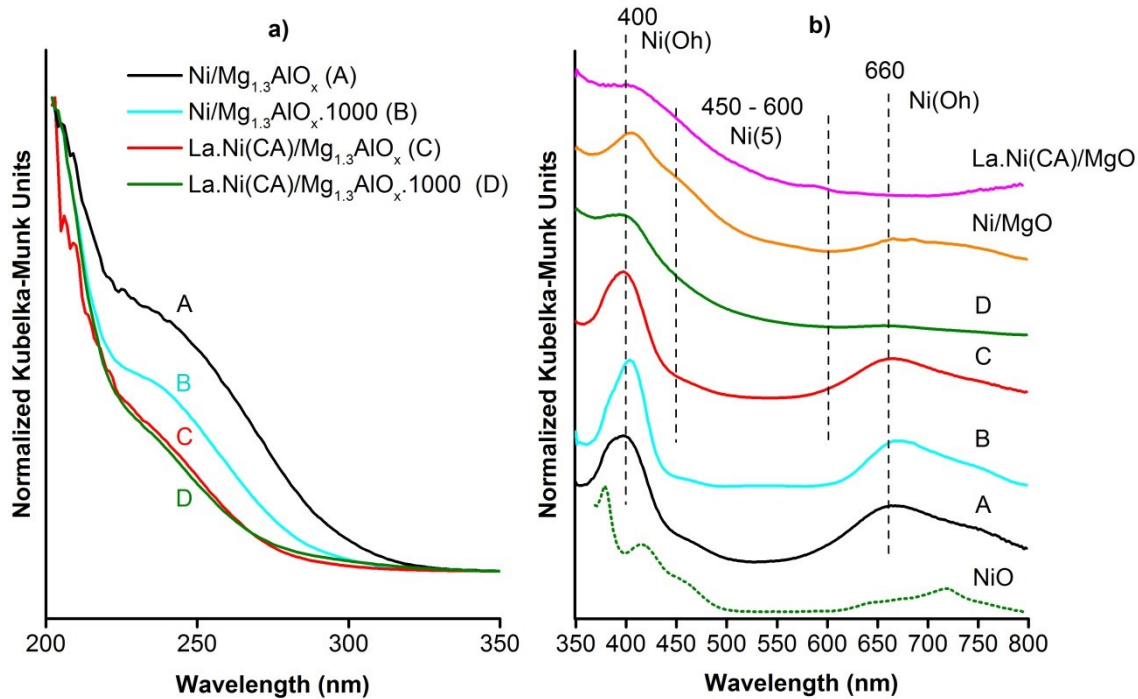 a)
Ni/Mg1.3AlOx (A)
Ni/Mg1.3AlOx.1000 (B)
La.Ni(CA)/Mg1.3AlOx (C)
La.Ni(CA)/Mg1.3AlOx.1000 (D)
A
B
C
D
Normalized Kubelka-Munk Units
200 250 300 350
Wavelength (nm)
b)
400
Ni(Oh)
660
Ni(Oh)
450 - 600
Ni(5)
La.Ni(CA)/MgO
Ni/MgO
D
C
B
A
NiO
Normalized Kubelka-Munk Units
350 400 450 500 550 600 650 700 750 800
Wavelength (nm)